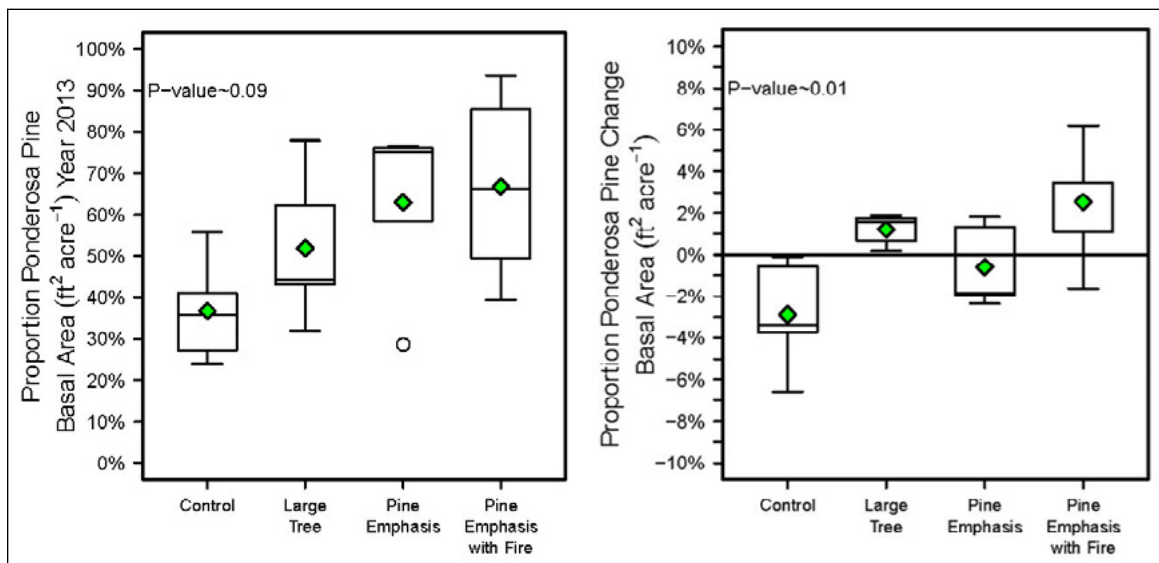 Proportion Ponderosa Pine
Basal Area (ft² acre⁻¹) Year 2013
100%
90%
80%
70%
60%
50%
40%
30%
20%
10%
0%
P−value~0.09
Control
Large
Tree
Pine
Emphasis
Pine
Emphasis
with Fire
Proportion Ponderosa Pine Change
Basal Area (ft² acre⁻¹)
10%
8%
6%
4%
2%
0%
−2%
−4%
−6%
−8%
−10%
P−value~0.01
Control
Large
Tree
Pine
Emphasis
Pine
Emphasis
with Fire